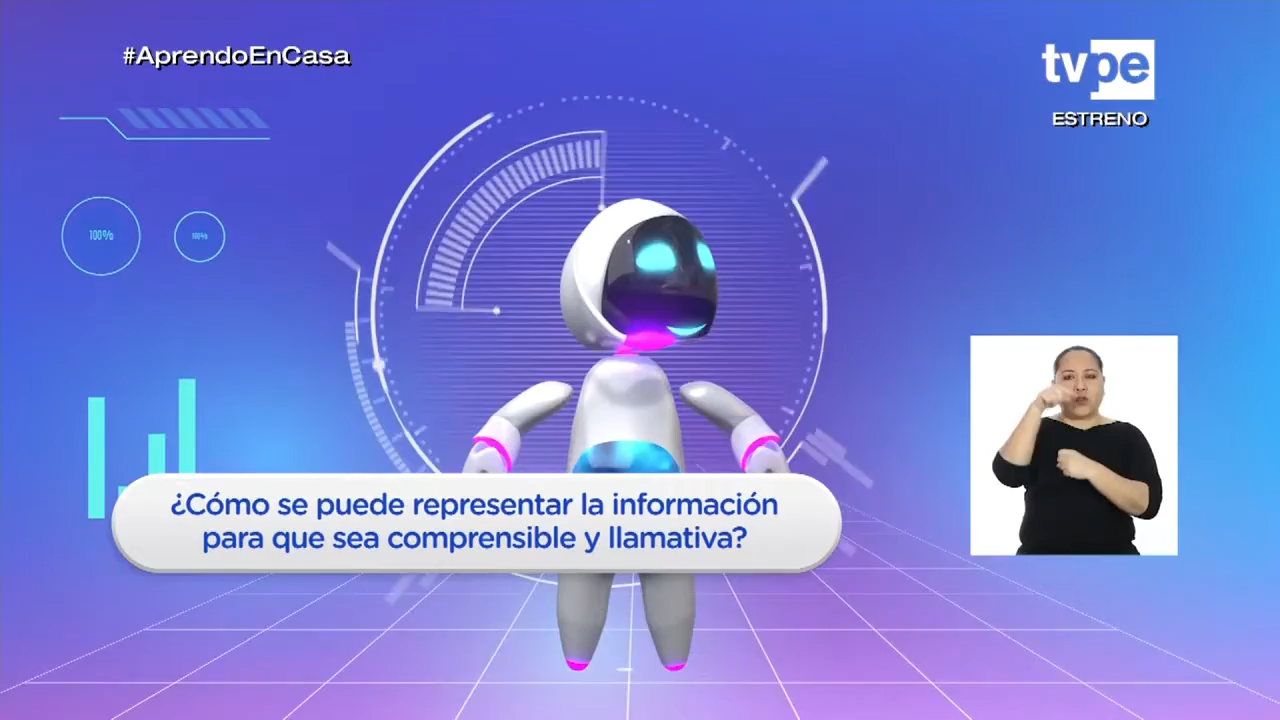 #AprendoEnCasa
tvpe
ESTRENO
100%
100%
¿Cómo se puede representar la información
para que sea comprensible y llamativa?